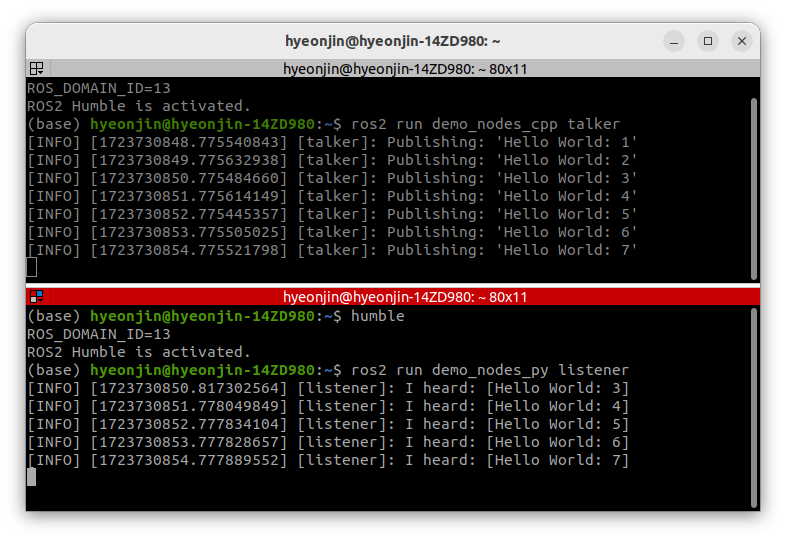 hyeonjin@hyeonjin-14ZD980: ~
hyeonjin@hyeonjin-14ZD980: ~ 80x11
ROS_DOMAIN_ID=13
ROS2 Humble is activated.
(base) hyeonjin@hyeonjin-14ZD980:~$ ros2 run demo_nodes_cpp talker
[INFO] [1723730848.775540843] [talker]: Publishing: 'Hello World: 1'
[INFO] [1723730849.775632938] [talker]: Publishing: 'Hello World: 2'
[INFO] [1723730850.775484660] [talker]: Publishing: 'Hello World: 3'
[INFO] [1723730851.775614149] [talker]: Publishing: 'Hello World: 4'
[INFO] [1723730852.775445357] [talker]: Publishing: 'Hello World: 5'
[INFO] [1723730853.775505025] [talker]: Publishing: 'Hello World: 6'
[INFO] [1723730854.775521798] [talker]: Publishing: 'Hello World: 7'
hyeonjin@hyeonjin-14ZD980: ~ 80x11
(base) hyeonjin@hyeonjin-14ZD980:~$ humble
ROS_DOMAIN_ID=13
ROS2 Humble is activated.
(base) hyeonjin@hyeonjin-14ZD980:~$ ros2 run demo_nodes_py listener
[INFO] [1723730850.817302564] [listener]: I heard: [Hello World: 3]
[INFO] [1723730851.778049849] [listener]: I heard: [Hello World: 4]
[INFO] [1723730852.777834104] [listener]: I heard: [Hello World: 5]
[INFO] [1723730853.777828657] [listener]: I heard: [Hello World: 6]
[INFO] [1723730854.777889552] [listener]: I heard: [Hello World: 7]